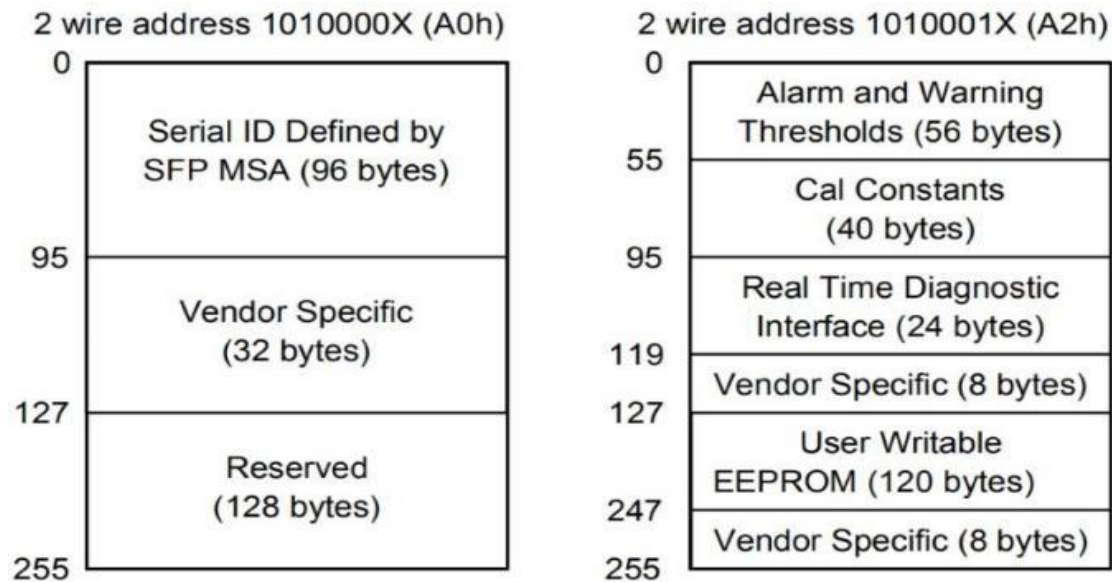 2 wire address 1010000X (A0h)
0
Serial ID Defined by
SFP MSA (96 bytes)
95
Vendor Specific
(32 bytes)
127
Reserved
(128 bytes)
255
2 wire address 1010001X (A2h)
0
Alarm and Warning
Thresholds (56 bytes)
55
Cal Constants
(40 bytes)
95
Real Time Diagnostic
Interface (24 bytes)
119
Vendor Specific (8 bytes)
127
User Writable
EEPROM (120 bytes)
247
Vendor Specific (8 bytes)
255